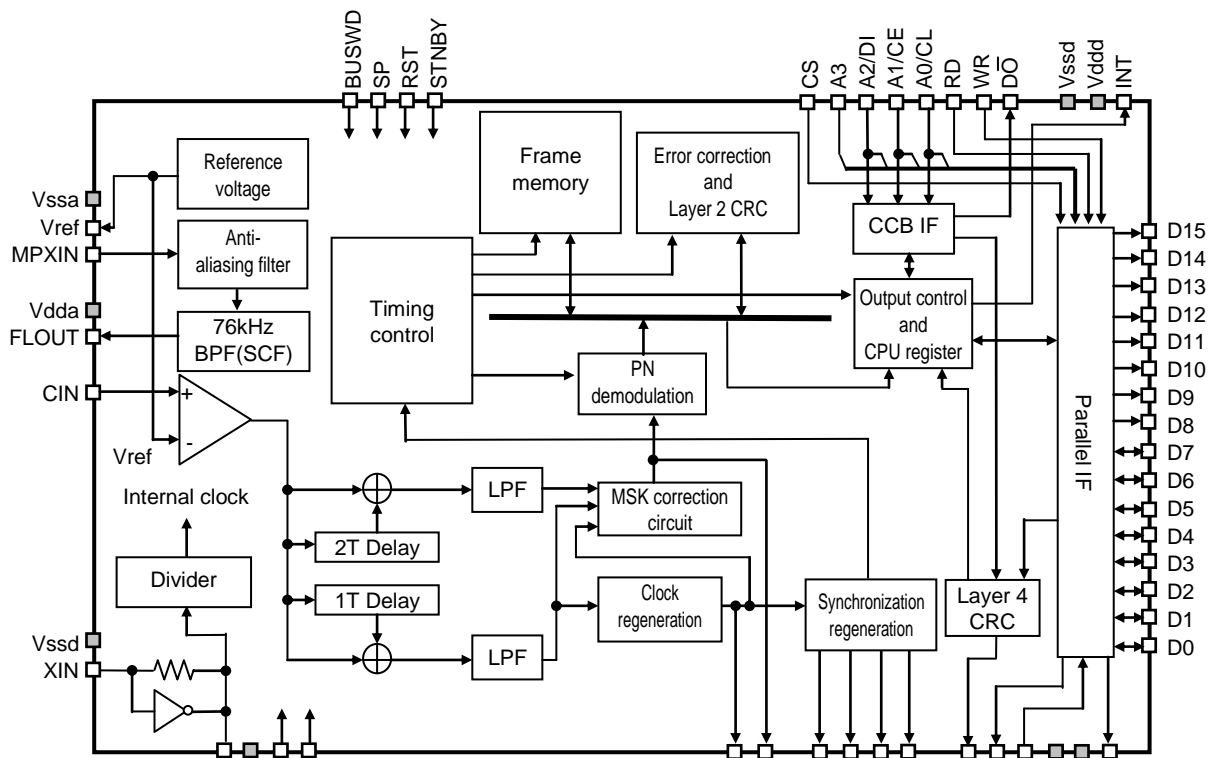 BUSWD
SP
RST
STNBY
CS
A3
A2/DI
A1/CE
A0/CL
RD
WR
DO
Vssd
Vddd
INT
Reference
voltage
Frame
memory
Error correction
and
Layer 2 CRC
Vssa
Vref
MPXIN
Anti-
aliasing filter
CCB IF
D15
D14
D13
D12
D11
D10
D9
D8
D7
D6
D5
D4
D3
D2
D1
D0
Vdda
FLOUT
76kHz
BPF(SCF)
Timing
control
Output control
and
CPU register
CIN
+
-
Vref
PN
demodulation
Parallel IF
Internal clock
LPF
MSK correction
circuit
2T Delay
Divider
1T Delay
Clock
regeneration
Synchronization
regeneration
Layer 4
CRC
Vssd
XIN
LPF